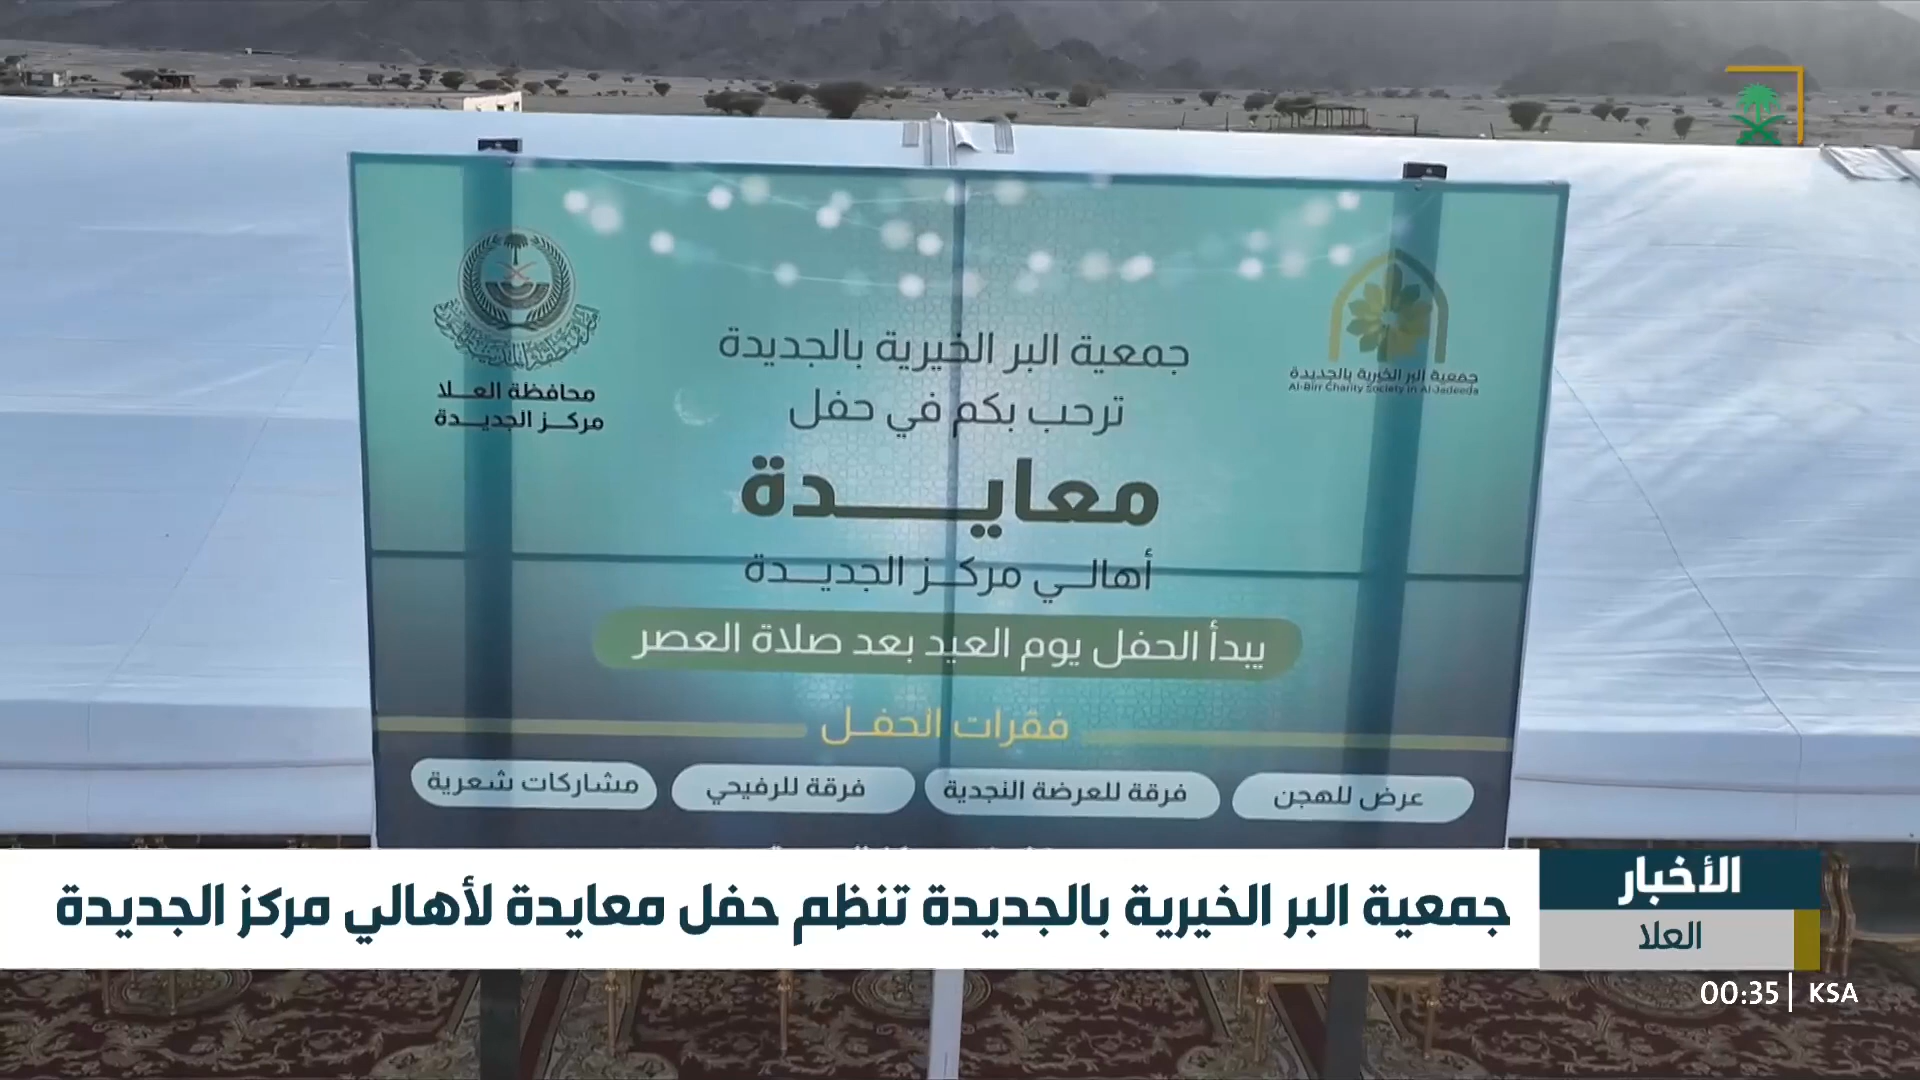 جمعية البر الخيرية بالجديدة
Al-Birr Charity Society in Al-Jadeeda
محافظة العلا
مركز الجديدة
جمعية البر الخيرية بالجديدة
ترحب بكم في حفل
معايدة
أهالي مركز الجديدة
يبدأ الحفل يوم العيد بعد صلاة العصر
فقرات الحفل
عرض للهجن
فرقة للعرضة النجدية
فرقة للرفيحي
مشاركات شعرية
الأخبار
العلا
جمعية البر الخيرية بالجديدة تنظم حفل معايدة لأهالي مركز الجديدة
00:35 | KSA